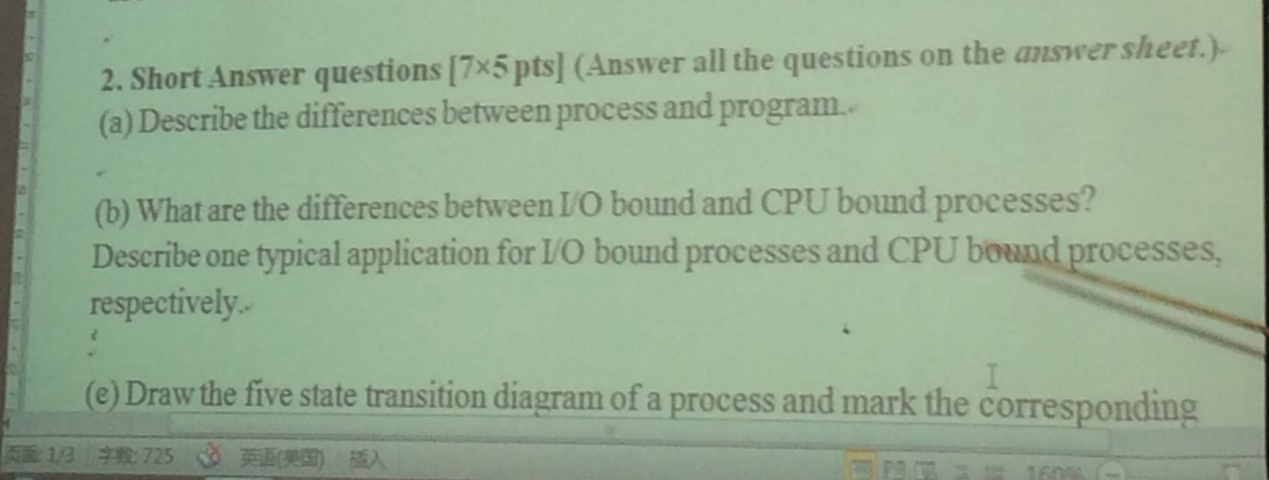 2. Short Answer questions [7×5 pts] (Answer all the questions on the answer sheet.)
(a) Describe the differences between process and program.
(b) What are the differences between I/O bound and CPU bound processes?
Describe one typical application for I/O bound processes and CPU bound processes,
respectively.
(e) Draw the five state transition diagram of a process and mark the corresponding
页面: 1/3 字数: 725 英语(美国) 插入 160%